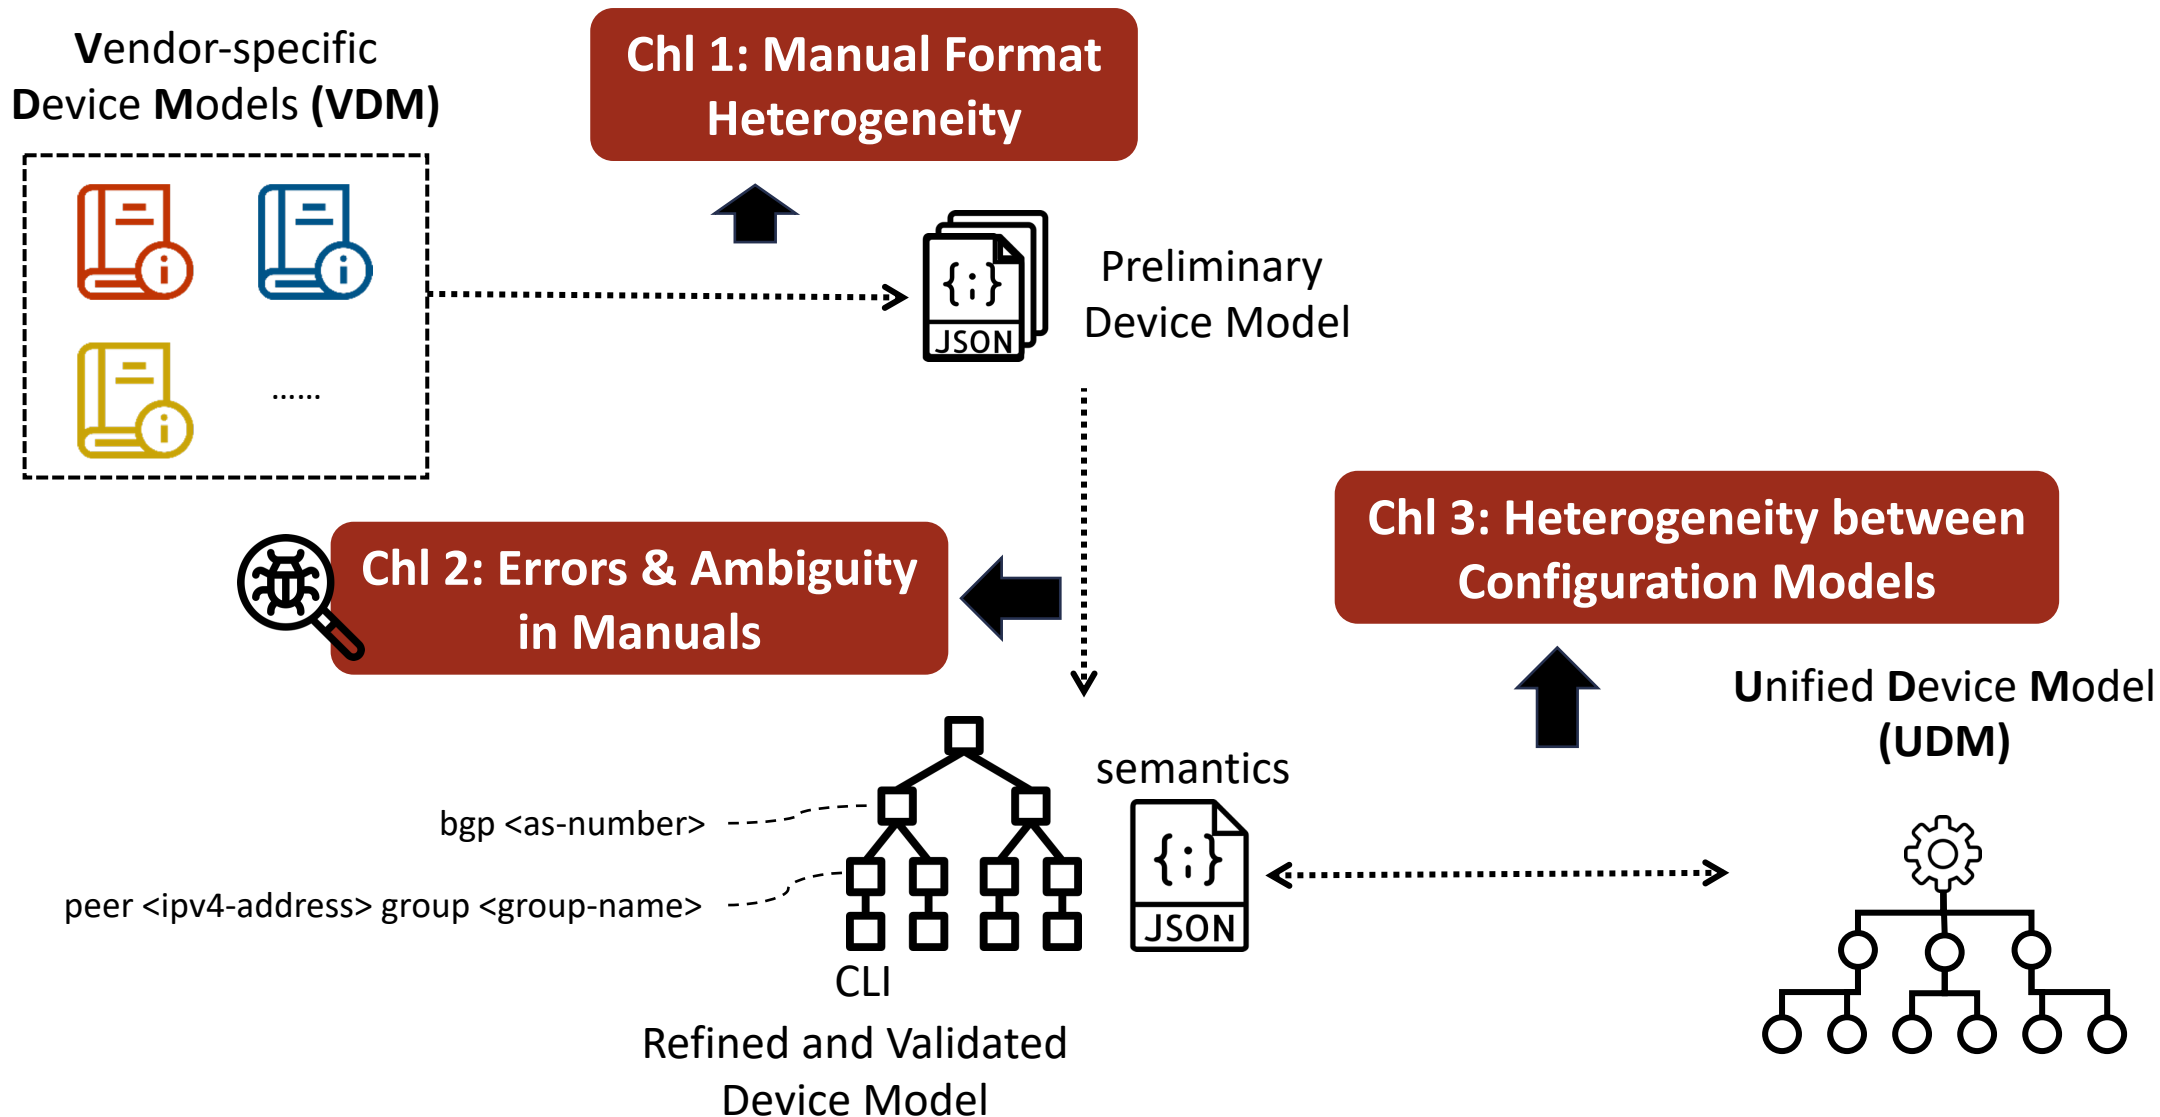 Vendor-specific
Device Models (VDM)
Chl 1: Manual Format
Heterogeneity
{;}
JSON
Preliminary
Device Model
......
Chl 2: Errors & Ambiguity
in Manuals
Chl 3: Heterogeneity between
Configuration Models
Unified Device Model
(UDM)
semantics
bgp <as-number>
{;}
JSON
peer <ipv4-address> group <group-name>
CLI
Refined and Validated
Device Model